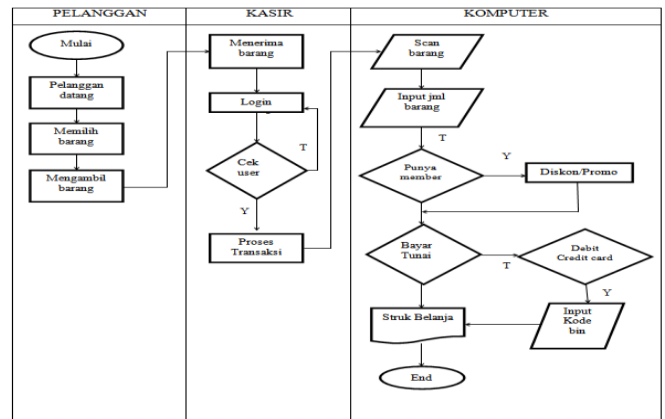 PELANGGAN
KASIR
KOMPUTER
Mulai
Pelanggan
datang
Memilih
barang
Mengambil
barang
Menerima
barang
Login
T
Cek
user
Y
Proses
Transaksi
Scan
barang
Input jml
barang
T
Punya
member
Y
Diskon/Promo
Bayar
Tunai
T
Debit
Credit card
Y
Input
Kode
bin
Struk Belanja
End